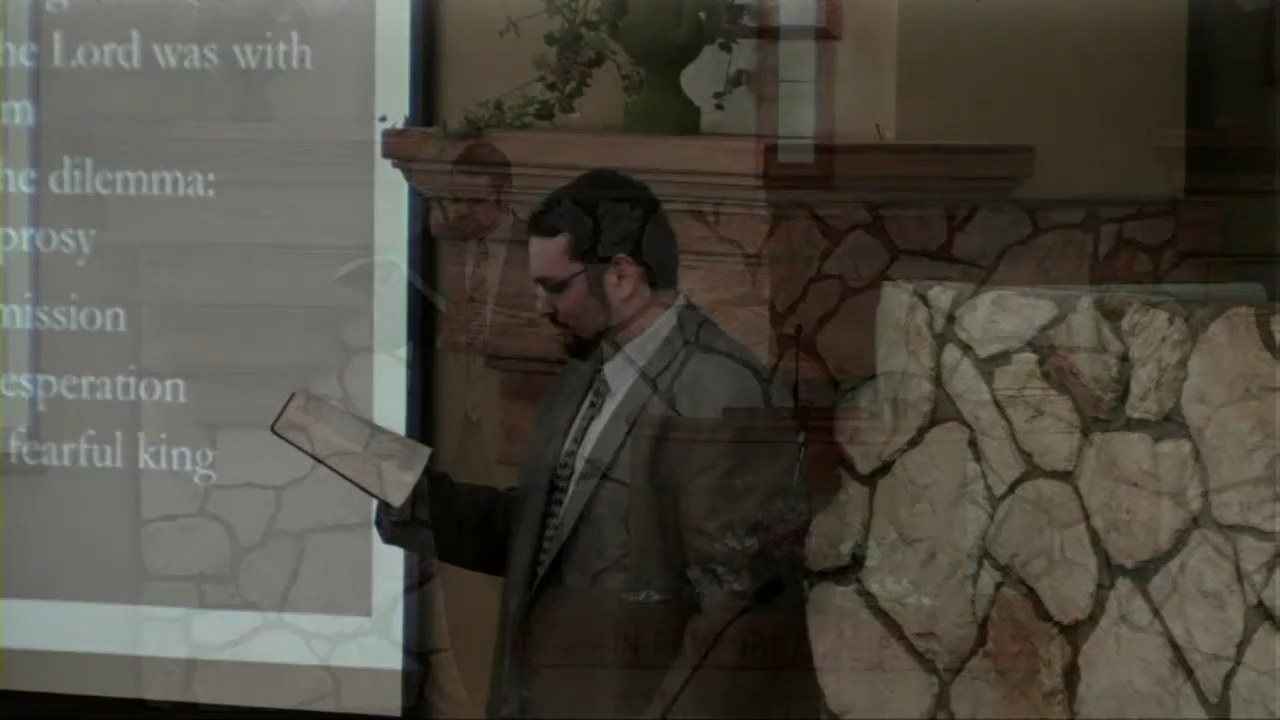 he Lord was with
m
he dilemma:
prosy
mission
esperation
fearful king